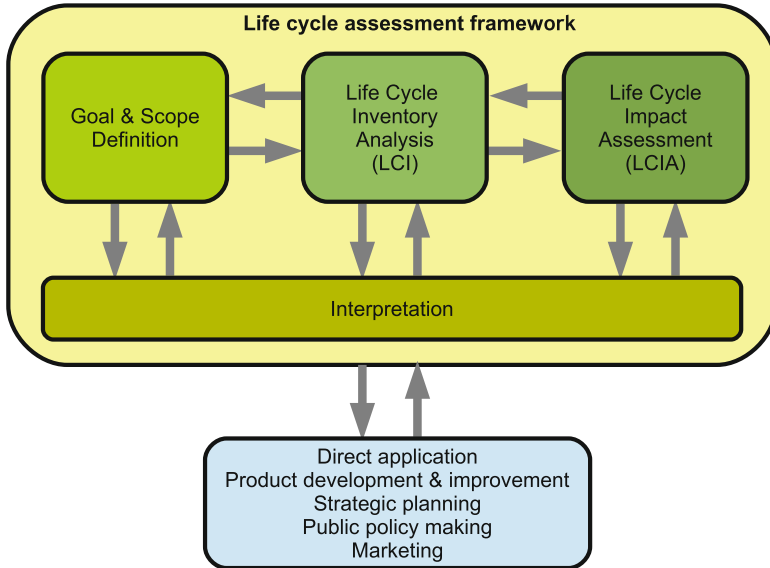 Life cycle assessment framework
Goal & Scope
Definition
Life Cycle
Inventory
Analysis
(LCI)
Life Cycle
Impact
Assessment
(LCIA)
Interpretation
Direct application
Product development & improvement
Strategic planning
Public policy making
Marketing